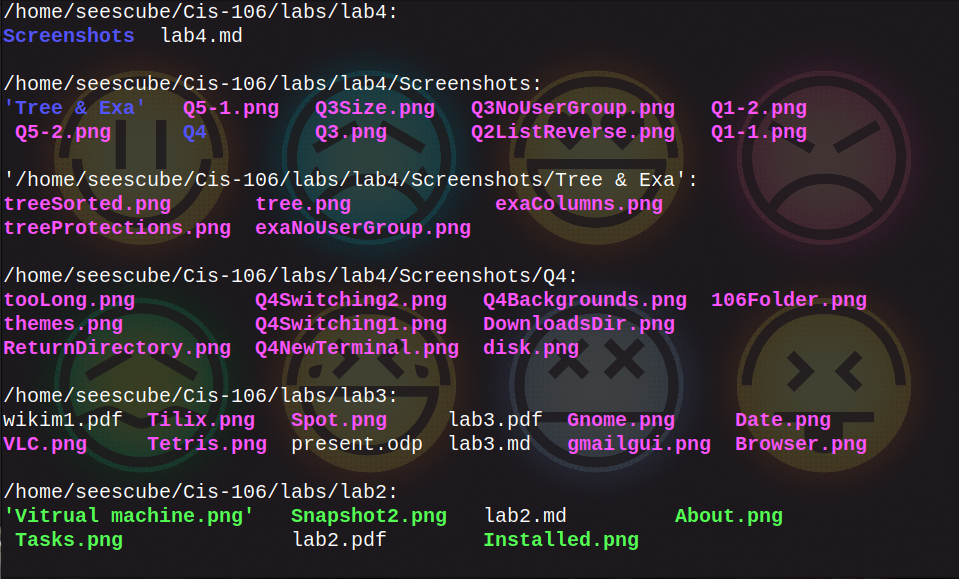 /home/seescube/Cis-106/labs/lab4:
Screenshots  lab4.md
/home/seescube/Cis-106/labs/lab4/Screenshots:
'Tree & Exa'   Q5-1.png   Q3Size.png   Q3NoUserGroup.png   Q1-2.png
Q5-2.png      Q4         Q3.png       Q2ListReverse.png   Q1-1.png
'/home/seescube/Cis-106/labs/lab4/Screenshots/Tree & Exa':
treeSorted.png       tree.png            exaColumns.png
treeProtections.png  exaNoUserGroup.png
/home/seescube/Cis-106/labs/lab4/Screenshots/Q4:
tooLong.png          Q4Switching2.png   Q4Backgrounds.png  106Folder.png
themes.png           Q4Switching1.png   DownloadsDir.png
ReturnDirectory.png  Q4NewTerminal.png  disk.png
/home/seescube/Cis-106/labs/lab3:
wikim1.pdf  Tilix.png   Spot.png     lab3.pdf  Gnome.png     Date.png
VLC.png     Tetris.png  present.odp  lab3.md   gmailgui.png  Browser.png
/home/seescube/Cis-106/labs/lab2:
'Vitrual machine.png'   Snapshot2.png   lab2.md         About.png
Tasks.png              lab2.pdf        Installed.png